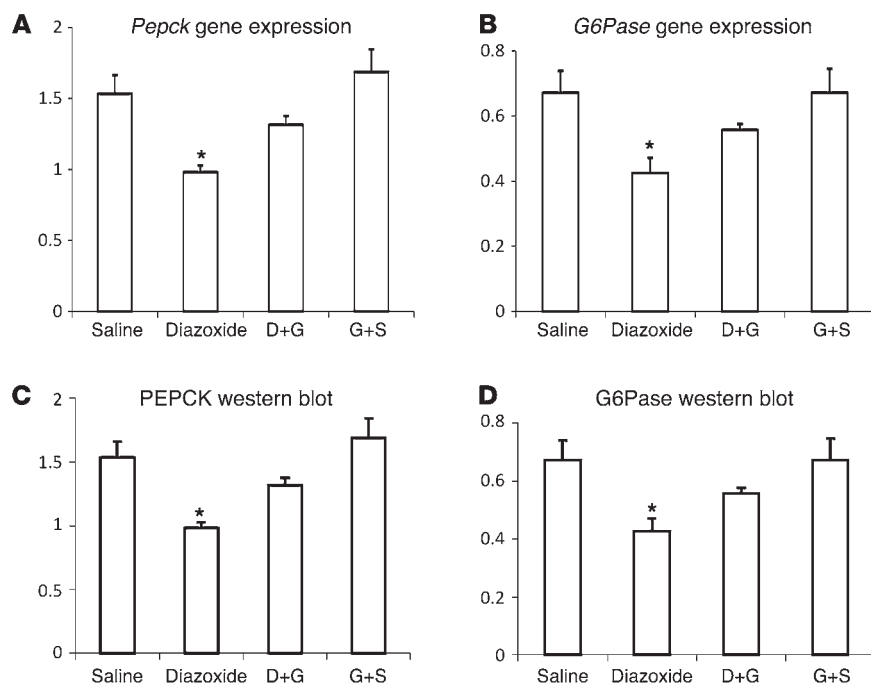 A
Pepck gene expression
2
1.5
1
0.5
0
*
Saline Diazoxide D+G G+S
B
G6Pase gene expression
0.8
0.6
0.4
0.2
0
*
Saline Diazoxide D+G G+S
C
PEPCK western blot
2
1.5
1
0.5
0
*
Saline Diazoxide D+G G+S
D
G6Pase western blot
0.8
0.6
0.4
0.2
0
*
Saline Diazoxide D+G G+S